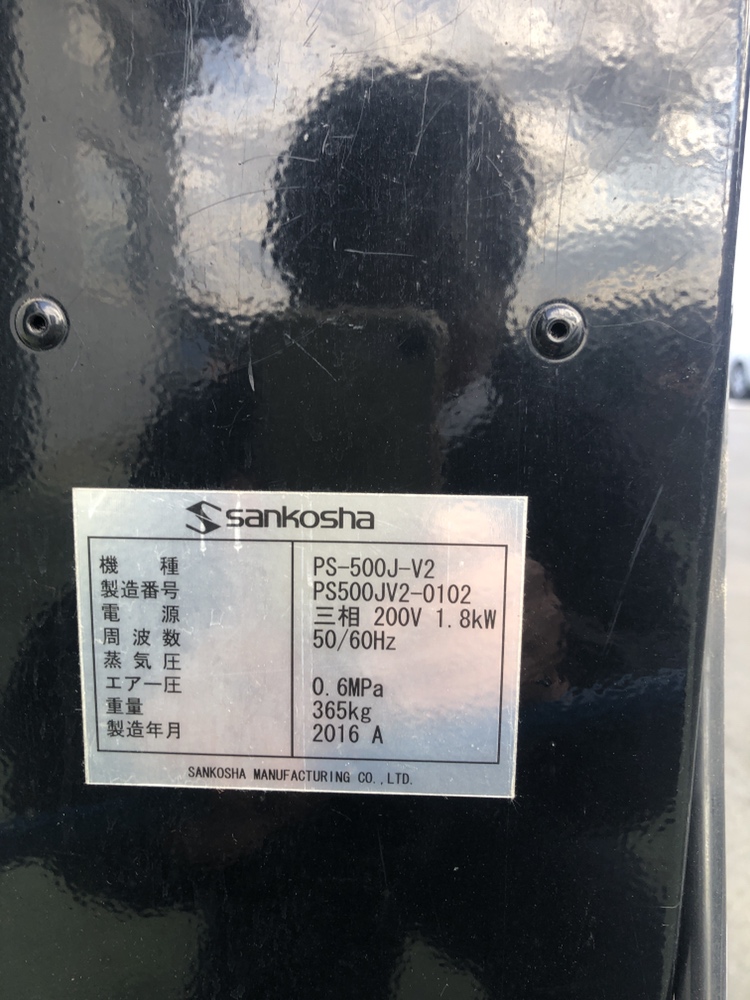 sankosha
機種 PS-500J-V2
製造番号 PS500JV2-0102
電源 三相 200V 1.8kW
周波数 50/60Hz
蒸気圧
エアー圧 0.6MPa
重量 365kg
製造年月 2016 A
SANKOSHA MANUFACTURING CO.,LTD.